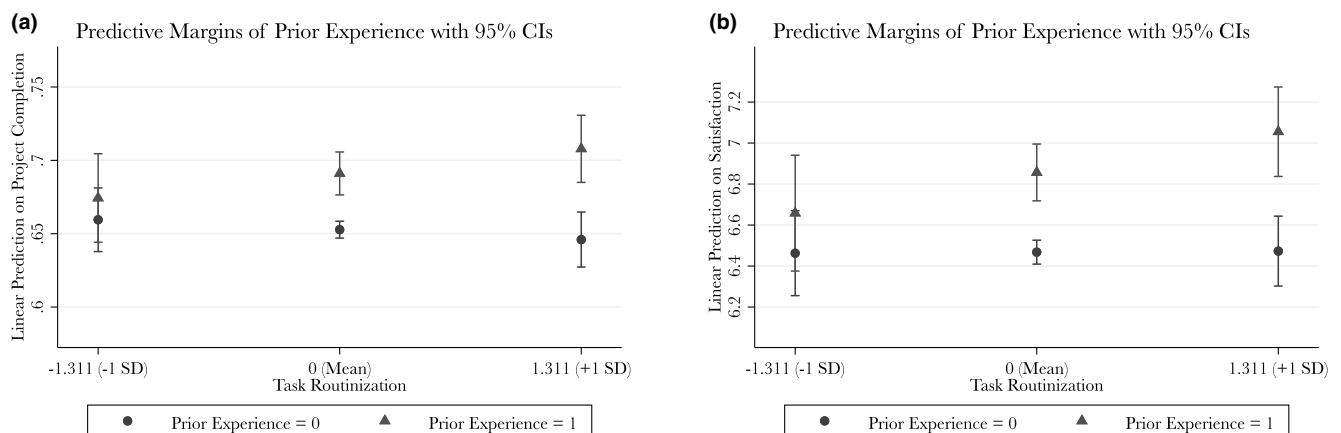 (a)
Predictive Margins of Prior Experience with 95% CIs
Linear Prediction on Project Completion
.75
.7
.65
.6
-1.311 (-1 SD)
0 (Mean)
1.311 (+1 SD)
Task Routinization
Prior Experience = 0
Prior Experience = 1
(b)
Predictive Margins of Prior Experience with 95% CIs
Linear Prediction on Satisfaction
7.2
7
6.8
6.6
6.4
6.2
-1.311 (-1 SD)
0 (Mean)
1.311 (+1 SD)
Task Routinization
Prior Experience = 0
Prior Experience = 1